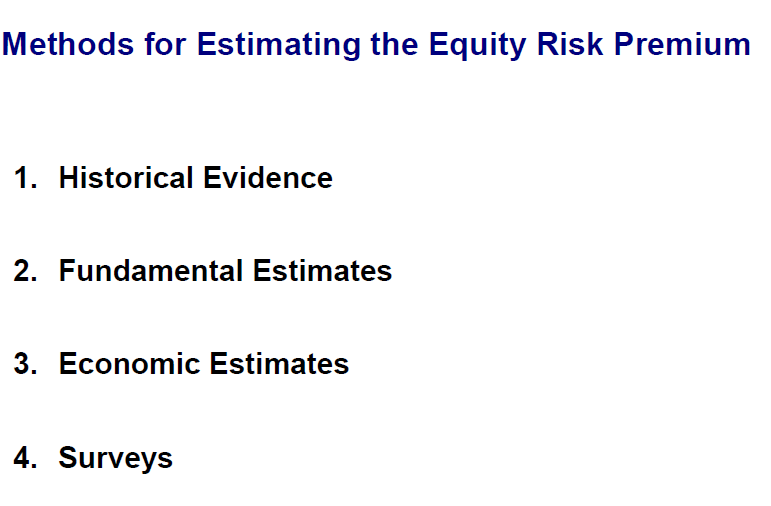 Methods for Estimating the Equity Risk Premium
1. Historical Evidence
2. Fundamental Estimates
3. Economic Estimates
4. Surveys